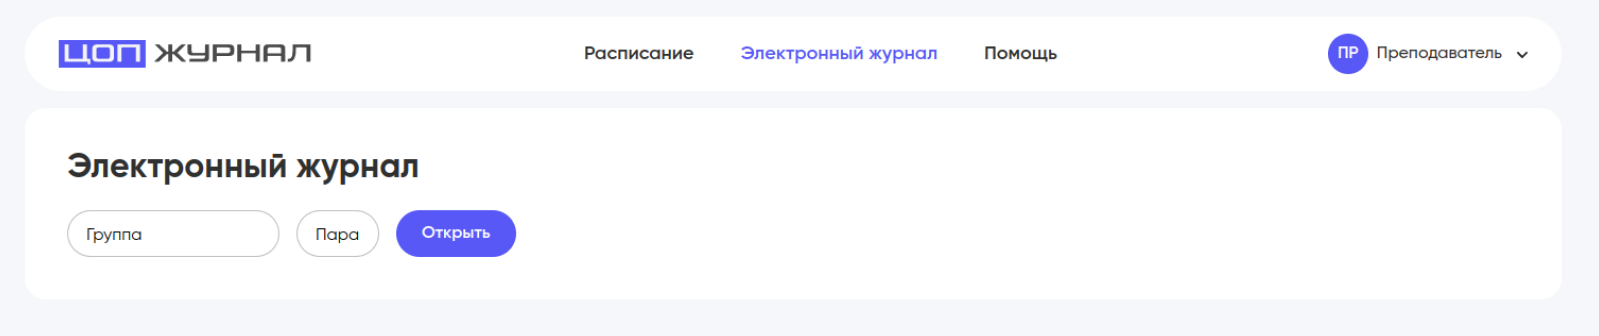 ЦОП ЖУРНАЛ Расписание Электронный журнал Помощь ПР Преподаватель
Электронный журнал
Группа Пара Открыть